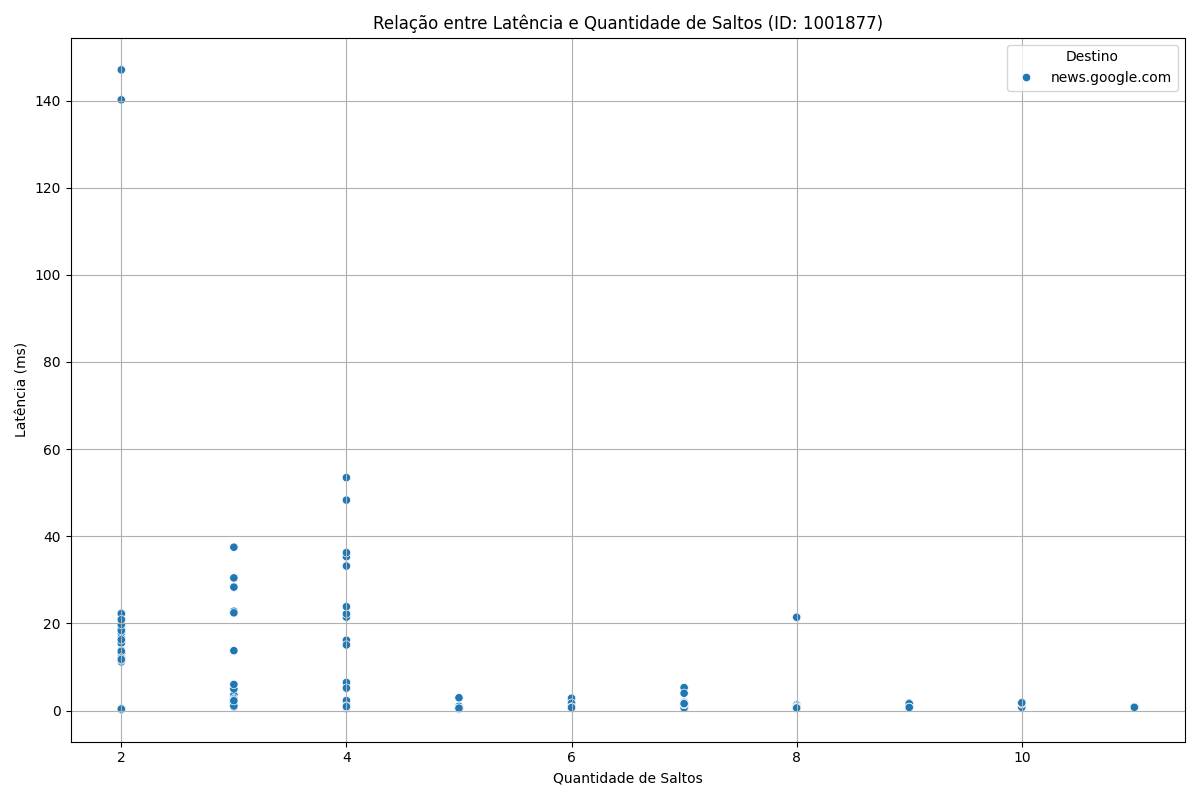 Relação entre Latência e Quantidade de Saltos (ID: 1001877)
Destino
news.google.com
Latência (ms)
140
120
100
80
60
40
20
0
2
4
6
8
10
Quantidade de Saltos